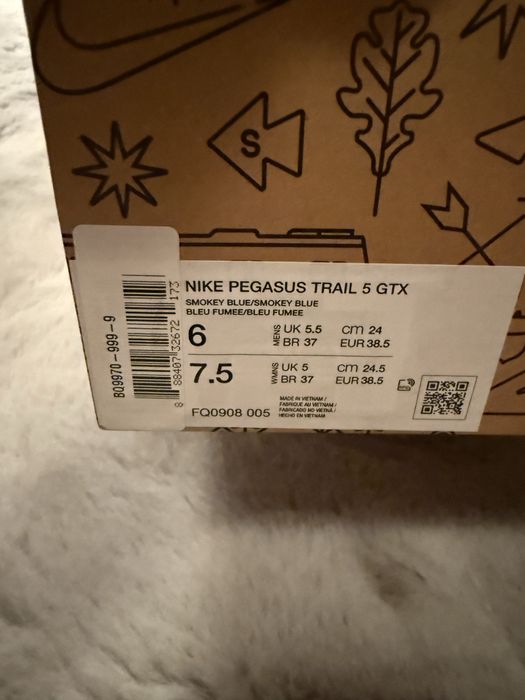 S
NIKE PEGASUS TRAIL 5 GTX
SMOKEY BLUE/SMOKEY BLUE
BLEU FUMEE/BLEU FUMEE
6 MENS UK 5.5 cm 24
BR 37 EUR 38.5
7.5 WMNS UK 5 cm 24.5
BR 37 EUR 38.5
FQ0908 005
MADE IN VIETNAM /
FABRIQUE AU VIETNAM /
FABRICADO NO VIETNÃ /
HECHO EN VIETNAM
BQ9970-999-9
8 88407 32672 173